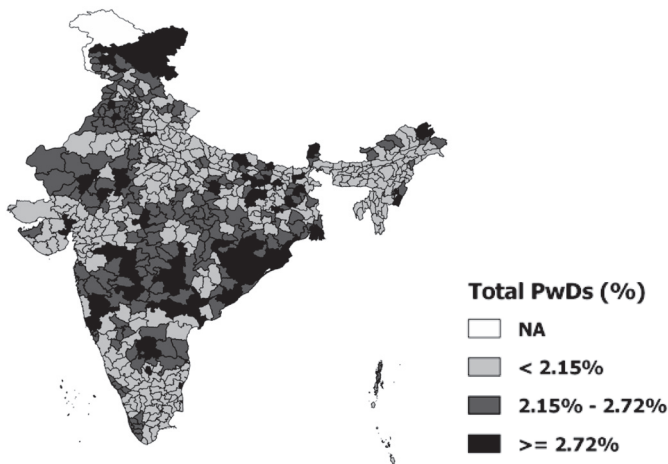 Total PwDs (%)
NA
< 2.15%
2.15% - 2.72%
>= 2.72%